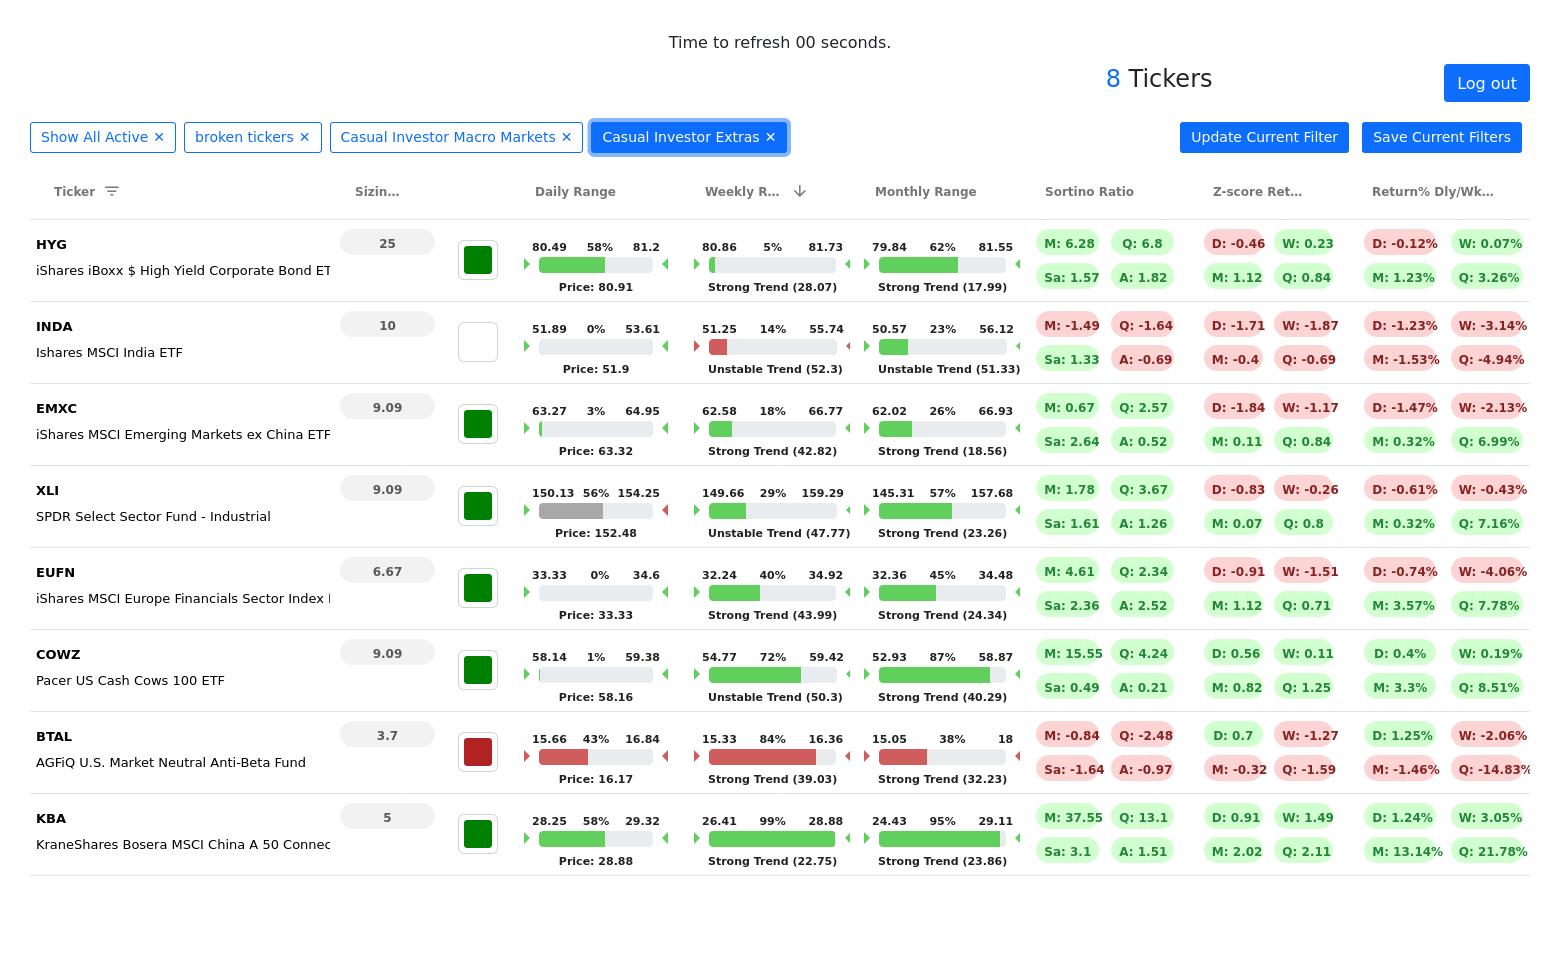 Time to refresh 00 seconds.
8 Tickers
Log out
Show All Active ✕ broken tickers ✕ Casual Investor Macro Markets ✕ Casual Investor Extras ✕ Update Current Filter Save Current Filters
Ticker Sizin... Daily Range Weekly R... Monthly Range Sortino Ratio Z-score Ret... Return% Dly/Wk...
HYG 25 80.49 58% 81.2 80.86 5% 81.73 79.84 62% 81.55 M: 6.28 Q: 6.8 D: -0.46 W: 0.23 D: -0.12% W: 0.07%
iShares iBoxx $ High Yield Corporate Bond ET Sa: 1.57 A: 1.82 M: 1.12 Q: 0.84 M: 1.23% Q: 3.26%
Price: 80.91 Strong Trend (28.07) Strong Trend (17.99)
INDA 10 51.89 0% 53.61 51.25 14% 55.74 50.57 23% 56.12 M: -1.49 Q: -1.64 D: -1.71 W: -1.87 D: -1.23% W: -3.14%
Ishares MSCI India ETF Sa: 1.33 A: -0.69 M: -0.4 Q: -0.69 M: -1.53% Q: -4.94%
Price: 51.9 Unstable Trend (52.3) Unstable Trend (51.33)
EMXC 9.09 63.27 3% 64.95 62.58 18% 66.77 62.02 26% 66.93 M: 0.67 Q: 2.57 D: -1.84 W: -1.17 D: -1.47% W: -2.13%
iShares MSCI Emerging Markets ex China ETF Sa: 2.64 A: 0.52 M: 0.11 Q: 0.84 M: 0.32% Q: 6.99%
Price: 63.32 Strong Trend (42.82) Strong Trend (18.56)
XLI 9.09 150.13 56% 154.25 149.66 29% 159.29 145.31 57% 157.68 M: 1.78 Q: 3.67 D: -0.83 W: -0.26 D: -0.61% W: -0.43%
SPDR Select Sector Fund - Industrial Sa: 1.61 A: 1.26 M: 0.07 Q: 0.8 M: 0.32% Q: 7.16%
Price: 152.48 Unstable Trend (47.77) Strong Trend (23.26)
EUFN 6.67 33.33 0% 34.6 32.24 40% 34.92 32.36 45% 34.48 M: 4.61 Q: 2.34 D: -0.91 W: -1.51 D: -0.74% W: -4.06%
iShares MSCI Europe Financials Sector Index Sa: 2.36 A: 2.52 M: 1.12 Q: 0.71 M: 3.57% Q: 7.78%
Price: 33.33 Strong Trend (43.99) Strong Trend (24.34)
COWZ 9.09 58.14 1% 59.38 54.77 72% 59.42 52.93 87% 58.87 M: 15.55 Q: 4.24 D: 0.56 W: 0.11 D: 0.4% W: 0.19%
Pacer US Cash Cows 100 ETF Sa: 0.49 A: 0.21 M: 0.82 Q: 1.25 M: 3.3% Q: 8.51%
Price: 58.16 Unstable Trend (50.3) Strong Trend (40.29)
BTAL 3.7 15.66 43% 16.84 15.33 84% 16.36 15.05 38% 18 M: -0.84 Q: -2.48 D: 0.7 W: -1.27 D: 1.25% W: -2.06%
AGFiQ U.S. Market Neutral Anti-Beta Fund Sa: -1.64 A: -0.97 M: -0.32 Q: -1.59 M: -1.46% Q: -14.83%
Price: 16.17 Strong Trend (39.03) Strong Trend (32.23)
KBA 5 28.25 58% 29.32 26.41 99% 28.88 24.43 95% 29.11 M: 37.55 Q: 13.1 D: 0.91 W: 1.49 D: 1.24% W: 3.05%
KraneShares Bosera MSCI China A 50 Connec Sa: 3.1 A: 1.51 M: 2.02 Q: 2.11 M: 13.14% Q: 21.78%
Price: 28.88 Strong Trend (22.75) Strong Trend (23.86)